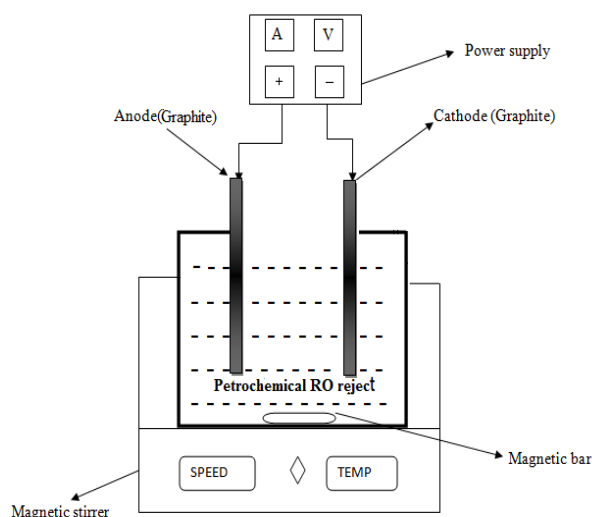 A V
Power supply
+ –
Anode(Graphite)
Cathode (Graphite)
Petrochemical RO reject
Magnetic bar
SPEED TEMP
Magnetic stirrer